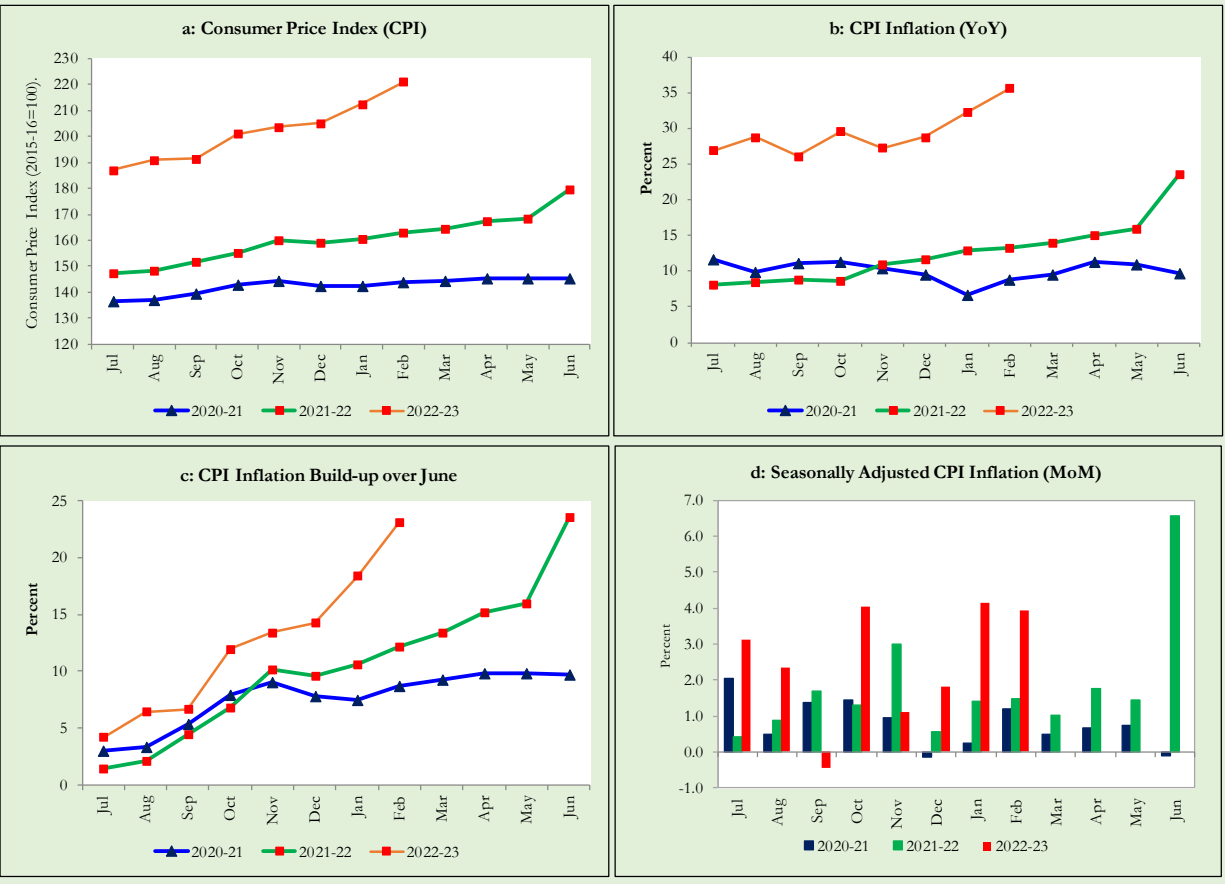 a: Consumer Price Index (CPI)
Consumer Price Index (2015-16=100).
230
220
210
200
190
180
170
160
150
140
130
120
Jul Aug Sep Oct Nov Dec Jan Feb Mar Apr May Jun
2020-21 2021-22 2022-23
b: CPI Inflation (YoY)
Percent
40
35
30
25
20
15
10
5
0
Jul Aug Sep Oct Nov Dec Jan Feb Mar Apr May Jun
2020-21 2021-22 2022-23
c: CPI Inflation Build-up over June
Percent
25
20
15
10
5
0
Jul Aug Sep Oct Nov Dec Jan Feb Mar Apr May Jun
2020-21 2021-22 2022-23
d: Seasonally Adjusted CPI Inflation (MoM)
Percent
7.0
6.0
5.0
4.0
3.0
2.0
1.0
0.0
-1.0
Jul Aug Sep Oct Nov Dec Jan Feb Mar Apr May Jun
2020-21 2021-22 2022-23